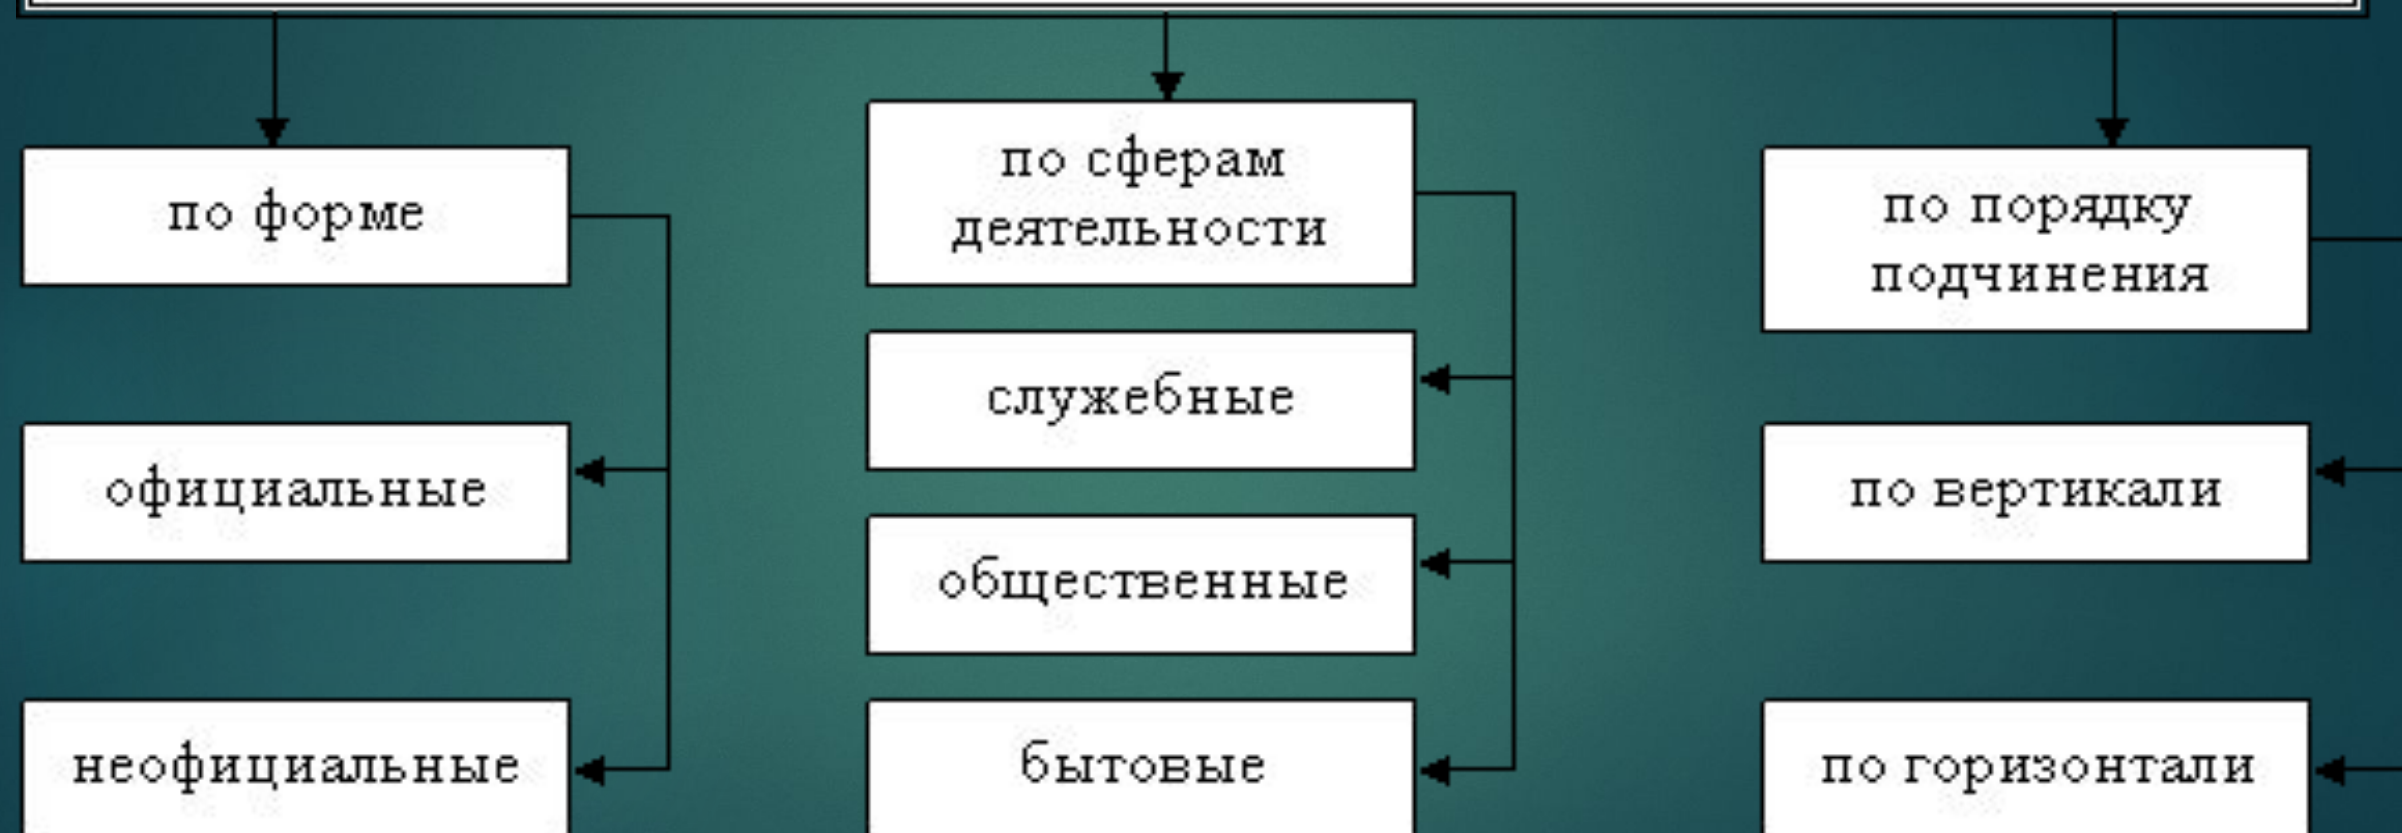 по форме
официальные
неофициальные
по сферам
деятельности
служебные
общественные
бытовые
по порядку
подчинения
по вертикали
по горизонтали